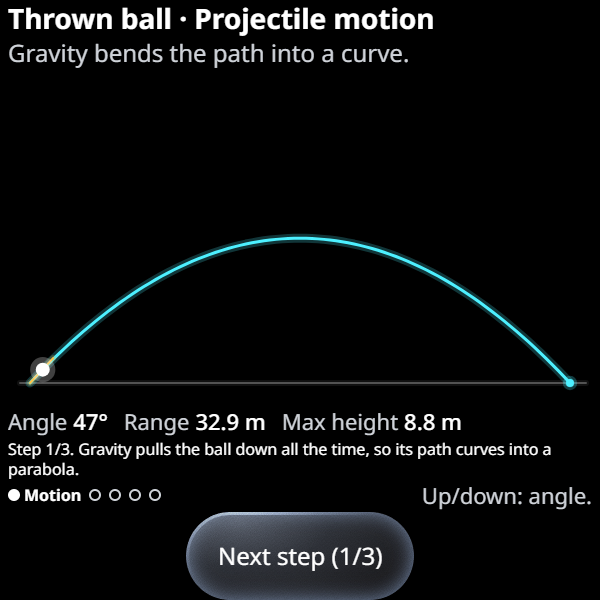 Thrown ball · Projectile motion
Gravity bends the path into a curve.
Angle 47° Range 32.9 m Max height 8.8 m
Step 1/3. Gravity pulls the ball down all the time, so its path curves into a
parabola.
Motion
Up/down: angle.
Next step (1/3)